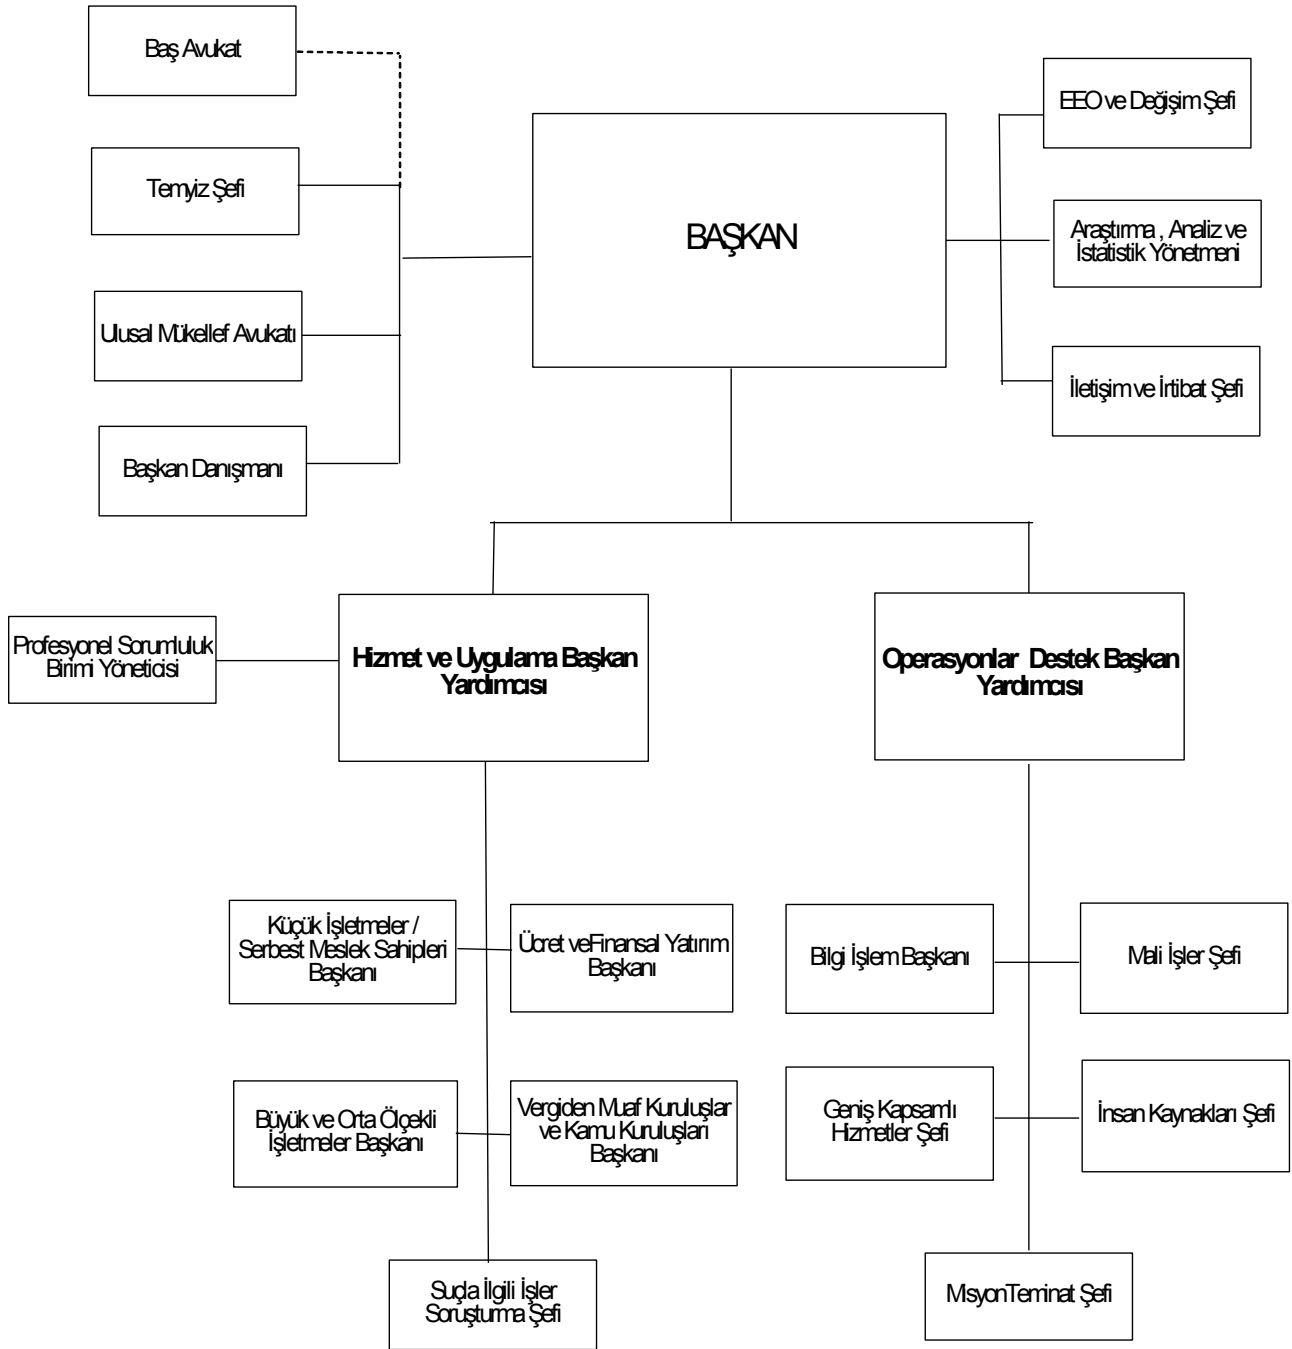 Baş Avukat
EEO ve Değişim Şefi
Temyiz Şefi
BAŞKAN
Araştırma , Analiz ve
İstatistik Yönetmeni
Ulusal Mükellef Avukatı
İletişim ve İrtibat Şefi
Başkan Danışmanı
Profesyonel Sorumluluk
Birimi Yöneticisi
Hizmet ve Uygulama Başkan
Yardımcısı
Operasyonlar Destek Başkan
Yardımcısı
Küçük İşletmeler /
Serbest Meslek Sahipleri
Başkanı
Ücret veFinansal Yatırım
Başkanı
Bilgi İşlem Başkanı
Mali İşler Şefi
Büyük ve Orta Ölçekli
İşletmeler Başkanı
Vergiden Muaf Kuruluşlar
ve Kamu Kuruluşlari
Başkanı
Geniş Kapsamlı
Hizmetler Şefi
İnsan Kaynakları Şefi
Suçla İlgili İşler
Soruşturma Şefi
MisyonTeminat Şefi